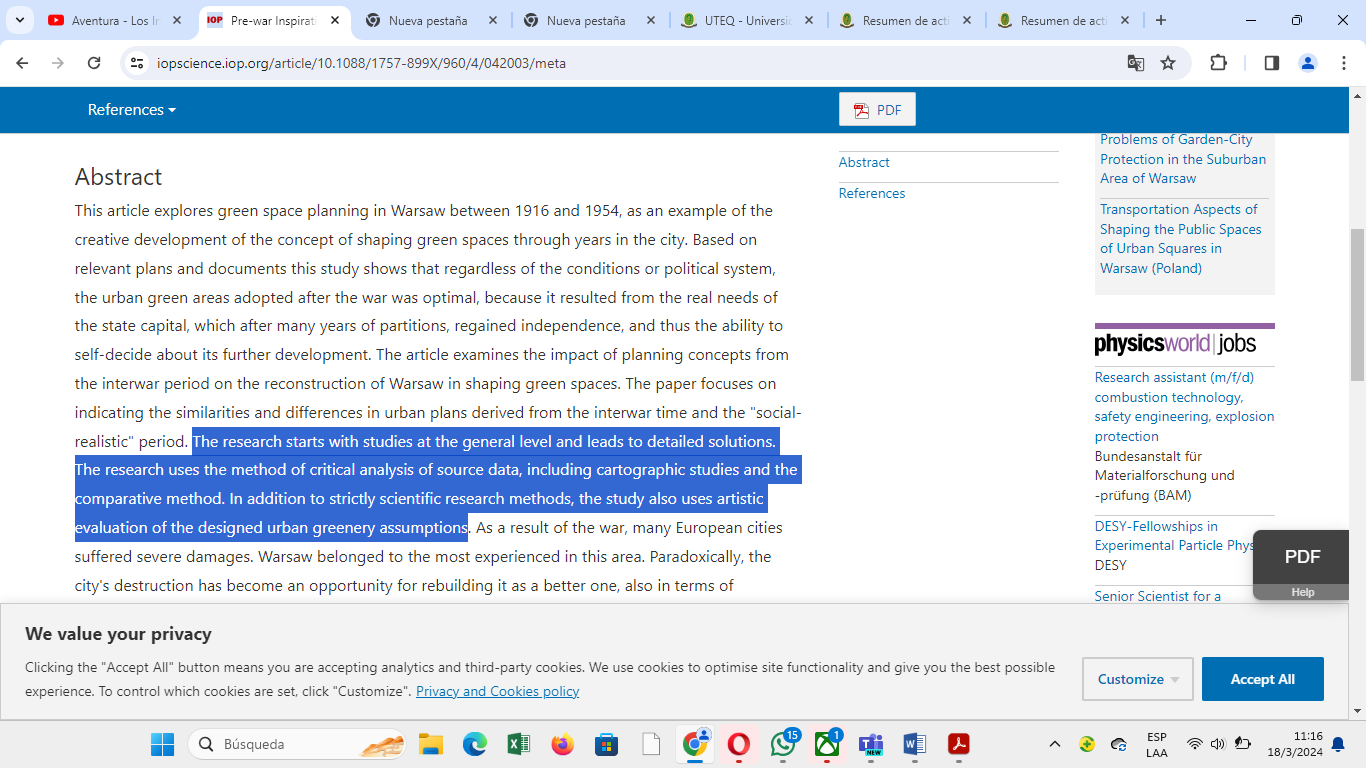 Aventura - Los In
IOP
Pre-war Inspirati
Nueva pestaña
Nueva pestaña
UTEQ - Universid
Resumen de acti
Resumen de acti
iopscience.iop.org/article/10.1088/1757-899X/960/4/042003/meta
References
PDF
Abstract
This article explores green space planning in Warsaw between 1916 and 1954, as an example of the
creative development of the concept of shaping green spaces through years in the city. Based on
relevant plans and documents this study shows that regardless of the conditions or political system,
the urban green areas adopted after the war was optimal, because it resulted from the real needs of
the state capital, which after many years of partitions, regained independence, and thus the ability to
self-decide about its further development. The article examines the impact of planning concepts from
the interwar period on the reconstruction of Warsaw in shaping green spaces. The paper focuses on
indicating the similarities and differences in urban plans derived from the interwar time and the "social-
realistic" period. The research starts with studies at the general level and leads to detailed solutions.
The research uses the method of critical analysis of source data, including cartographic studies and the
comparative method. In addition to strictly scientific research methods, the study also uses artistic
evaluation of the designed urban greenery assumptions. As a result of the war, many European cities
suffered severe damages. Warsaw belonged to the most experienced in this area. Paradoxically, the
city's destruction has become an opportunity for rebuilding it as a better one, also in terms of
Abstract
References
Problems of Garden-City
Protection in the Suburban
Area of Warsaw
Transportation Aspects of
Shaping the Public Spaces
of Urban Squares in
Warsaw (Poland)
physicsworld|jobs
Research assistant (m/f/d)
combustion technology,
safety engineering, explosion
protection
Bundesanstalt für
Materialforschung und
-prüfung (BAM)
DESY-Fellowships in
Experimental Particle Phys
DESY
Senior Scientist for a
PDF
Help
We value your privacy
Clicking the "Accept All" button means you are accepting analytics and third-party cookies. We use cookies to optimise site functionality and give you the best possible
experience. To control which cookies are set, click "Customize". Privacy and Cookies policy
Customize
Accept All
Búsqueda
15
1
NEW
ESP
LAA
11:16
18/3/2024